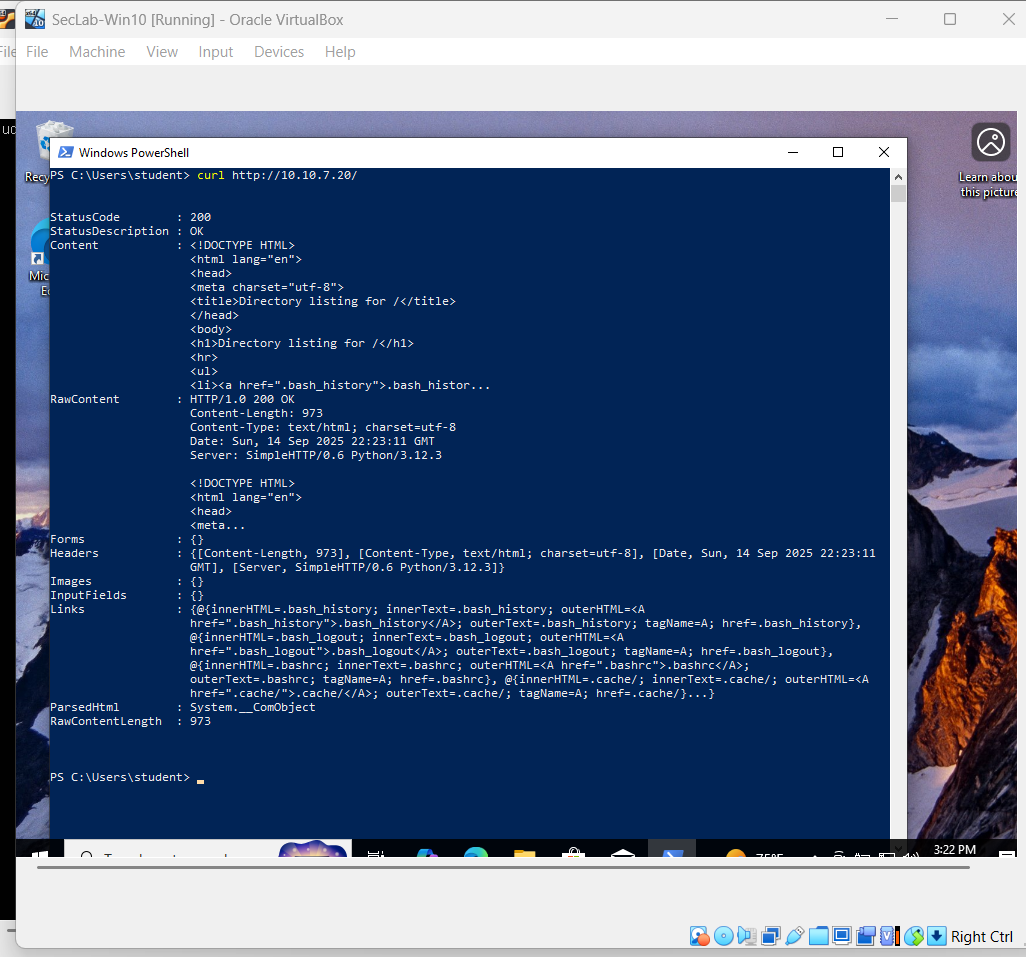 SecLab-Win10 [Running] - Oracle VirtualBox
File Machine View Input Devices Help
Windows PowerShell
Learn abou
this picture
PS C:\Users\student> curl http://10.10.7.20/
StatusCode : 200
StatusDescription : OK
Content : <!DOCTYPE HTML>
<html lang="en">
<head>
<meta charset="utf-8">
<title>Directory listing for /</title>
</head>
<body>
<h1>Directory listing for /</h1>
<hr>
<ul>
<li><a href=".bash_history">.bash_histor...
RawContent : HTTP/1.0 200 OK
Content-Length: 973
Content-Type: text/html; charset=utf-8
Date: Sun, 14 Sep 2025 22:23:11 GMT
Server: SimpleHTTP/0.6 Python/3.12.3
<!DOCTYPE HTML>
<html lang="en">
<head>
<meta...
Forms : {}
Headers : {[Content-Length, 973], [Content-Type, text/html; charset=utf-8], [Date, Sun, 14 Sep 2025 22:23:11
GMT], [Server, SimpleHTTP/0.6 Python/3.12.3]}
Images : {}
InputFields : {}
Links : {@{innerHTML=.bash_history; innerText=.bash_history; outerHTML=<A
href=".bash_history">.bash_history</A>; outerText=.bash_history; tagName=A; href=.bash_history},
@{innerHTML=.bash_logout; innerText=.bash_logout; outerHTML=<A
href=".bash_logout">.bash_logout</A>; outerText=.bash_logout; tagName=A; href=.bash_logout},
@{innerHTML=.bashrc; innerText=.bashrc; outerHTML=<A href=".bashrc">.bashrc</A>;
outerText=.bashrc; tagName=A; href=.bashrc}, @{innerHTML=.cache/; innerText=.cache/; outerHTML=<A
href=".cache/">.cache/</A>; outerText=.cache/; tagName=A; href=.cache/}...}
ParsedHtml : System.__ComObject
RawContentLength : 973
PS C:\Users\student>
Recy
Mic
3:22 PM
Right Ctrl